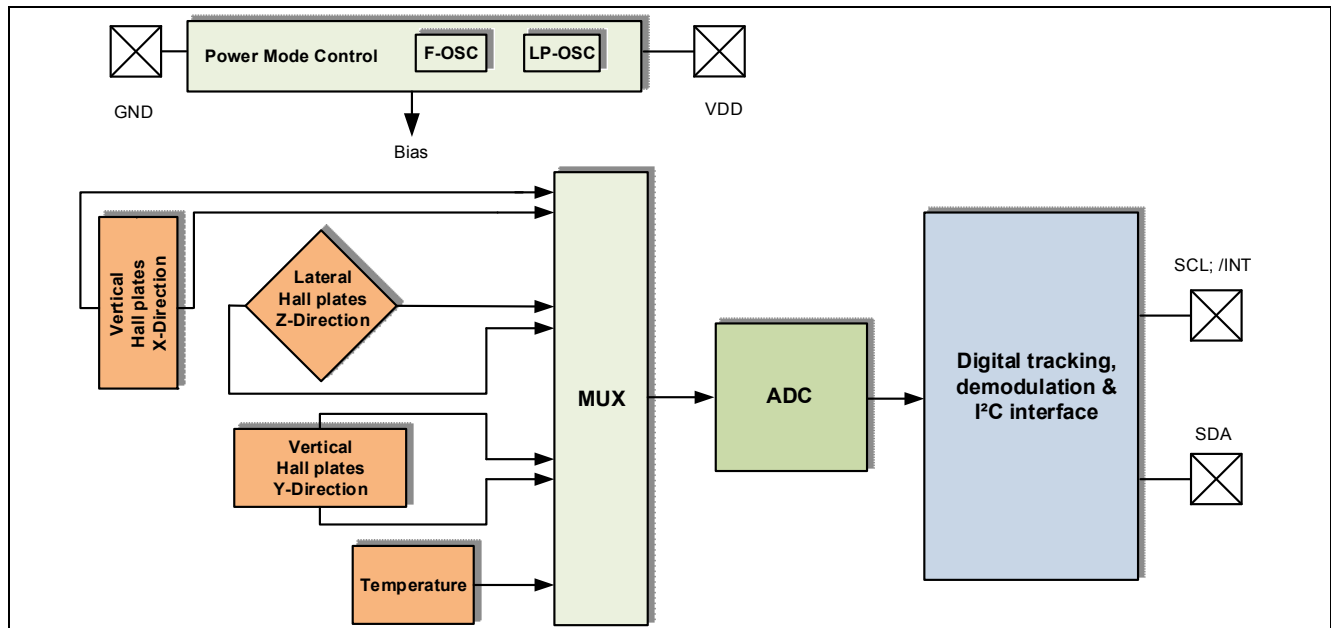 Power Mode Control
F-OSC
LP-OSC
GND
VDD
Bias
Vertical
Hall plates
X-Direction
Lateral
Hall plates
Z-Direction
Vertical
Hall plates
Y-Direction
Temperature
MUX
ADC
Digital tracking,
demodulation &
I²C interface
SCL; /INT
SDA